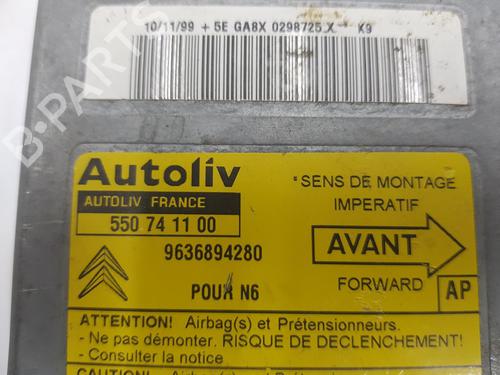 10/11/99 + 5E GA8X 0298725 X K9
B-PARTS
Autoliv
AUTOLIV FRANCE
550 74 11 00
9636894280
POUR N6
*SENS DE MONTAGE
IMPERATIF
AVANT
FORWARD
AP
ATTENTION! Airbag(s) et Prétensionneurs.
- Ne pas démonter. RISQUE DE DECLENCHEMENT!
- Consulter la notice.